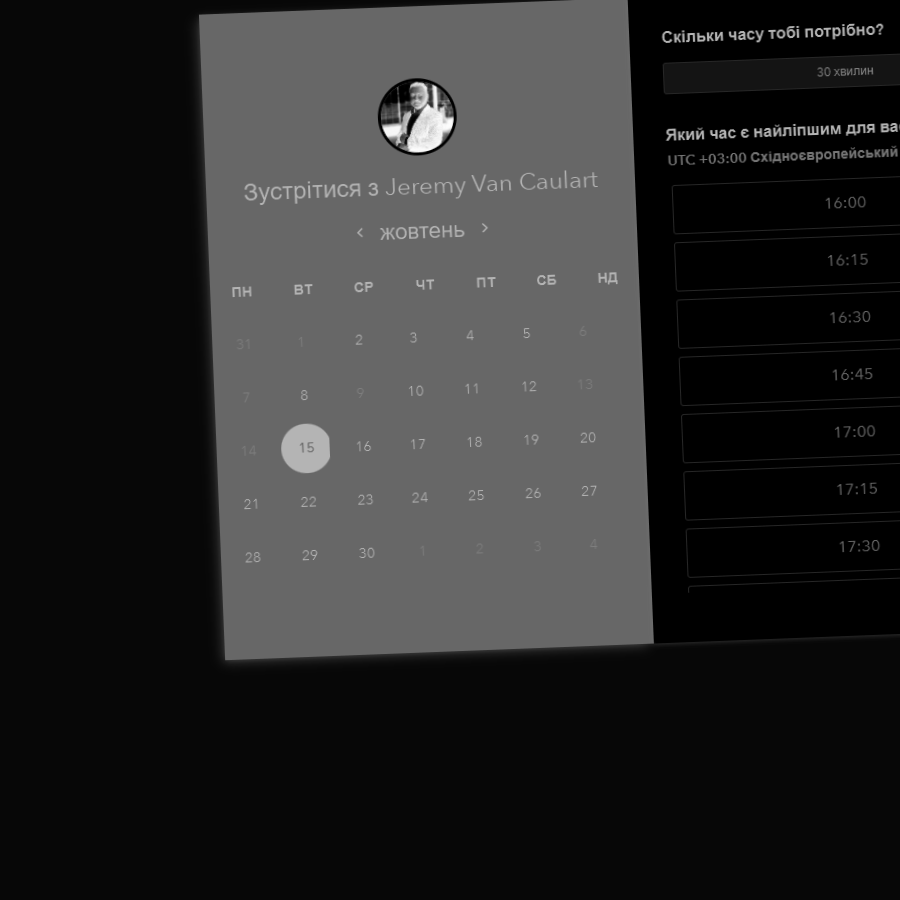 Зустрітися з Jeremy Van Caulart
жовтень
ПН ВТ СР ЧТ ПТ СБ НД
31 1 2 3 4 5 6
7 8 9 10 11 12 13
14 15 16 17 18 19 20
21 22 23 24 25 26 27
28 29 30 1 2 3 4
Скільки часу тобі потрібно?
30 хвилин
Який час є найліпшим для
UTC +03:00 Східноєвропейський
16:00
16:15
16:30
16:45
17:00
17:15
17:30